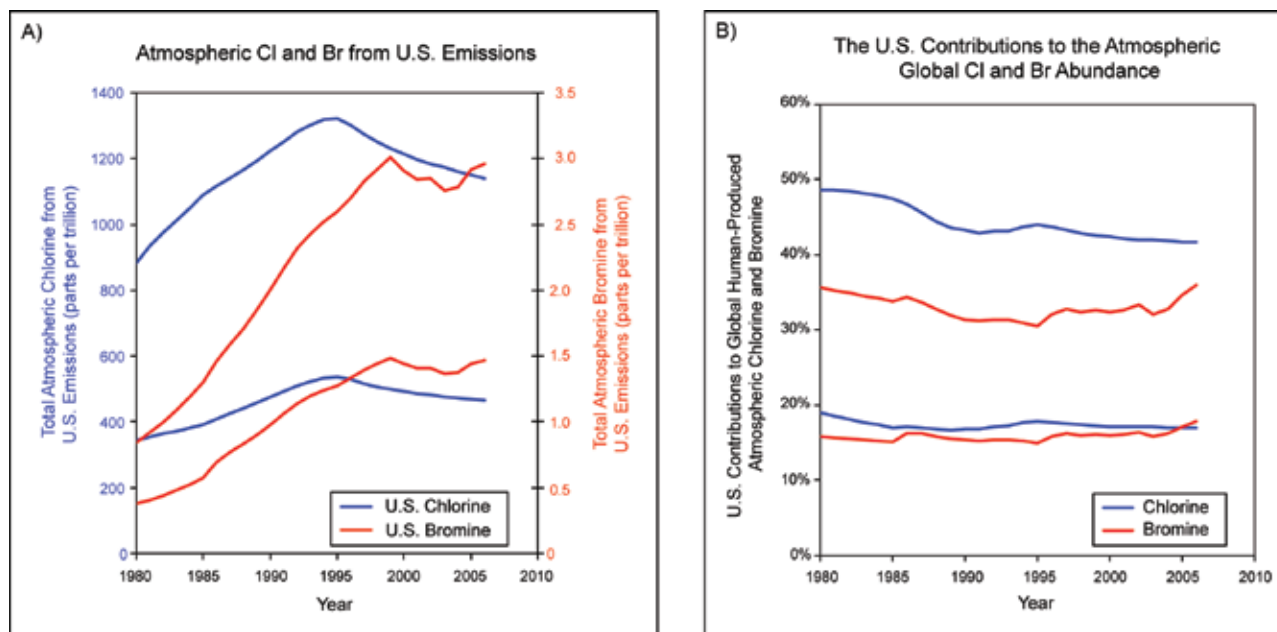 A)
Atmospheric Cl and Br from U.S. Emissions
Total Atmospheric Chlorine from
U.S. Emissions (parts per trillion)
1400
1200
1000
800
600
400
200
0
3.5
3.0
2.5
2.0
1.5
1.0
0.5
0
Total Atmospheric Bromine from
U.S. Emissions (parts per trillion)
U.S. Chlorine
U.S. Bromine
1980 1985 1990 1995 2000 2005 2010
Year
B)
The U.S. Contributions to the Atmospheric
Global Cl and Br Abundance
U.S. Contributions to Global Human-Produced
Atmospheric Chlorine and Bromine
60%
50%
40%
30%
20%
10%
0%
Chlorine
Bromine
1980 1985 1990 1995 2000 2005 2010
Year